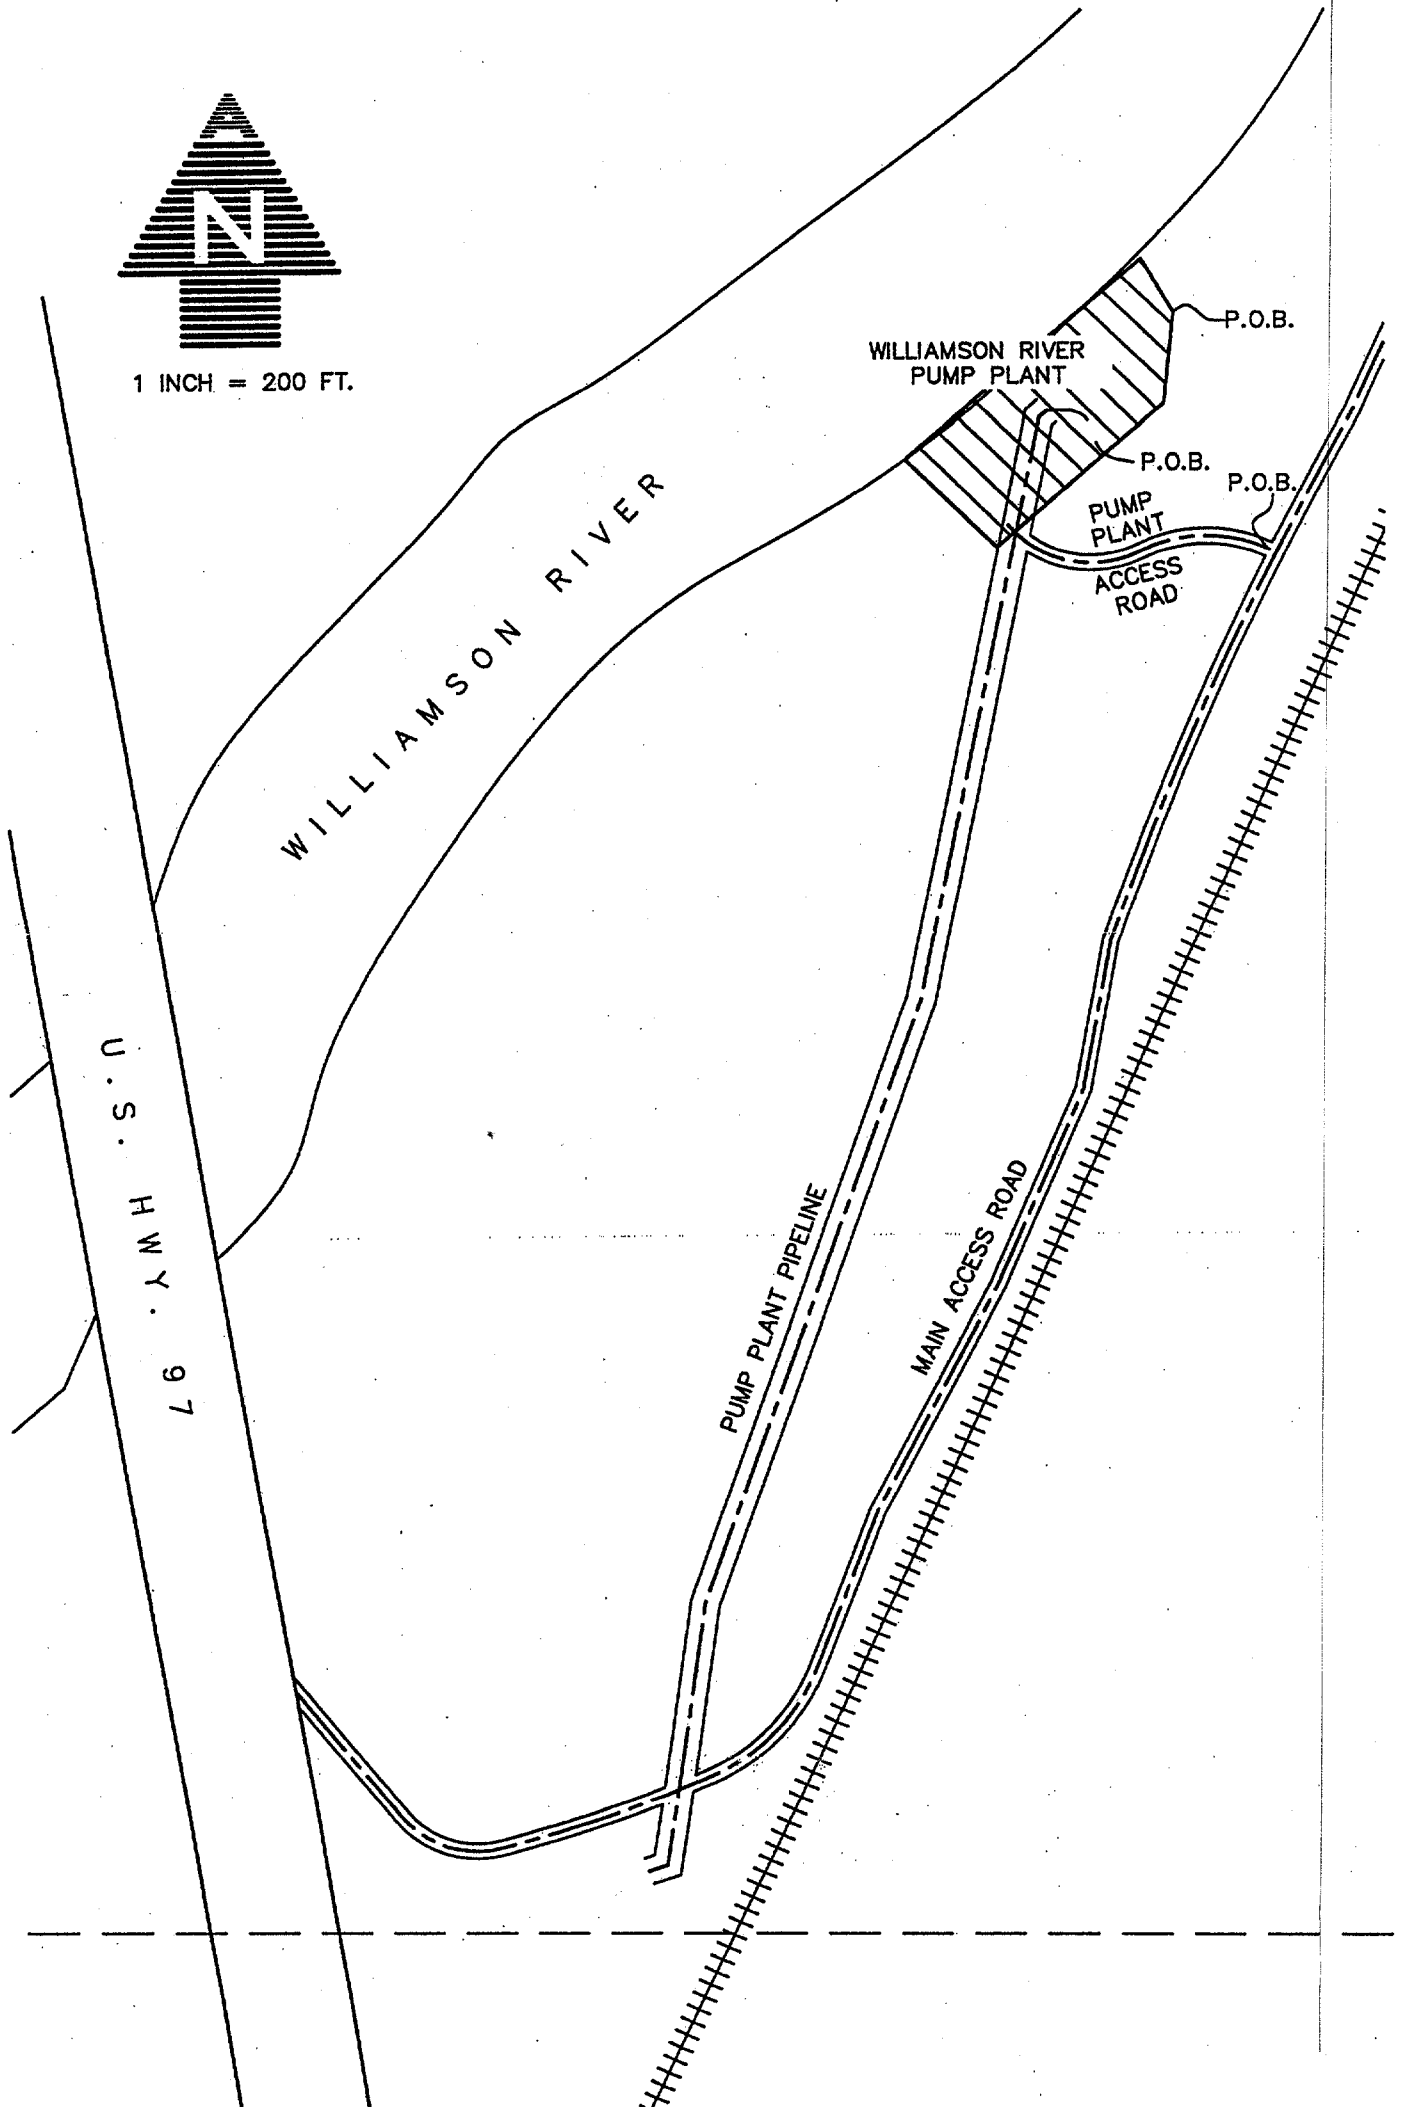 N
1 INCH = 200 FT.
P.O.B.
WILLIAMSON RIVER
PUMP PLANT
P.O.B.
P.O.B.
PUMP
PLANT
ACCESS
ROAD
WILLIAMSON RIVER
U.S. HWY. 97
PUMP PLANT PIPELINE
MAIN ACCESS ROAD